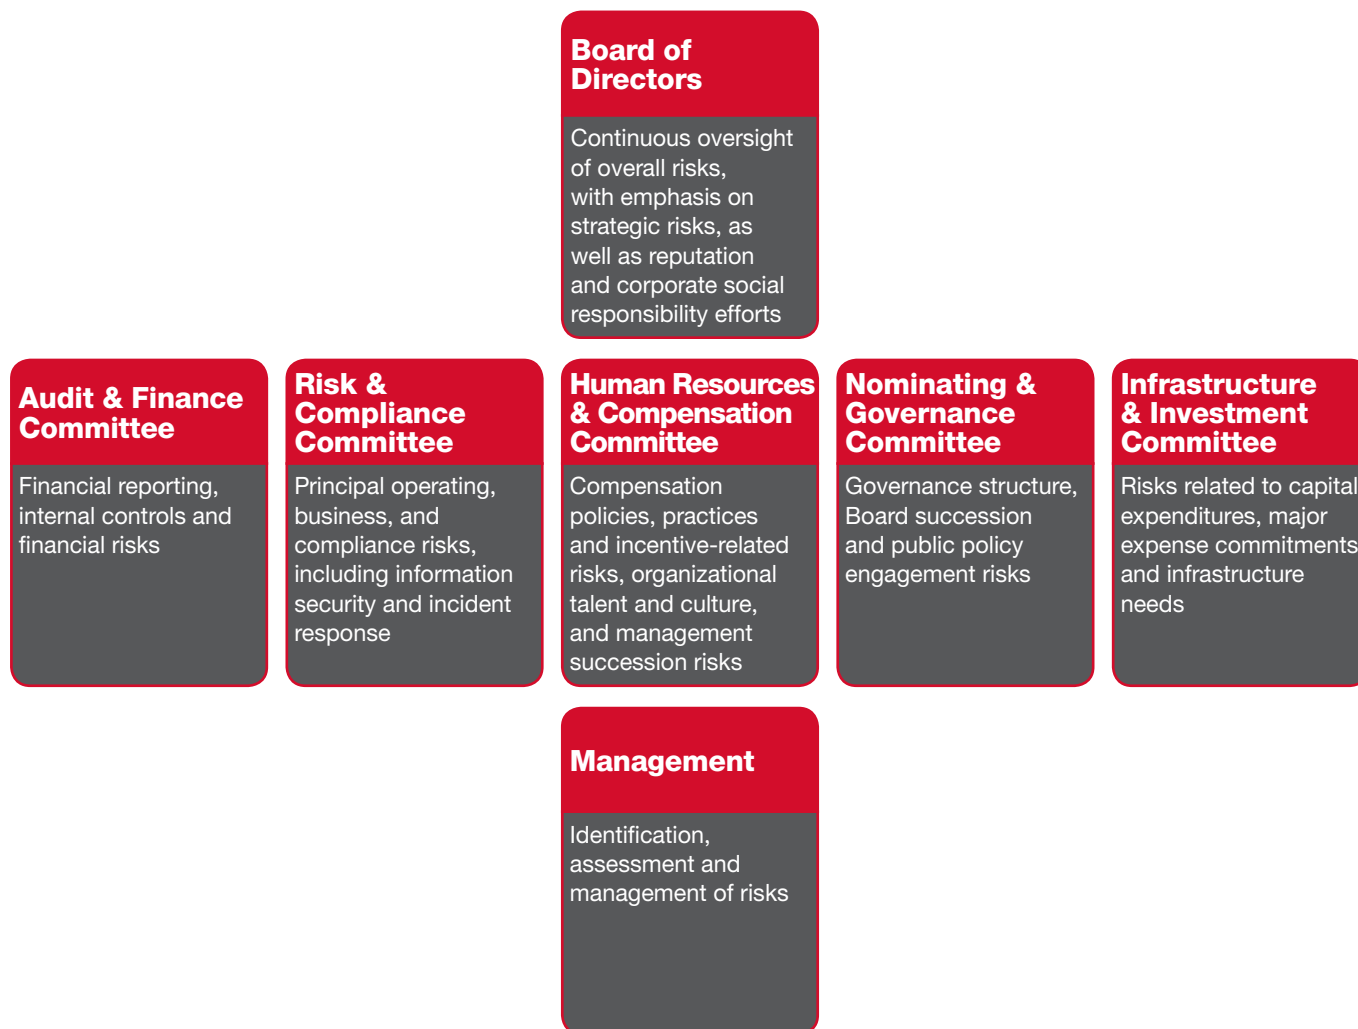 Board of
Directors
Continuous oversight
of overall risks,
with emphasis on
strategic risks, as
well as reputation
and corporate social
responsibility efforts
Audit & Finance
Committee
Financial reporting,
internal controls and
financial risks
Risk &
Compliance
Committee
Principal operating,
business, and
compliance risks,
including information
security and incident
response
Human Resources
& Compensation
Committee
Compensation
policies, practices
and incentive-related
risks, organizational
talent and culture,
and management
succession risks
Nominating &
Governance
Committee
Governance structure,
Board succession
and public policy
engagement risks
Infrastructure
& Investment
Committee
Risks related to capital
expenditures, major
expense commitments
and infrastructure
needs
Management
Identification,
assessment and
management of risks